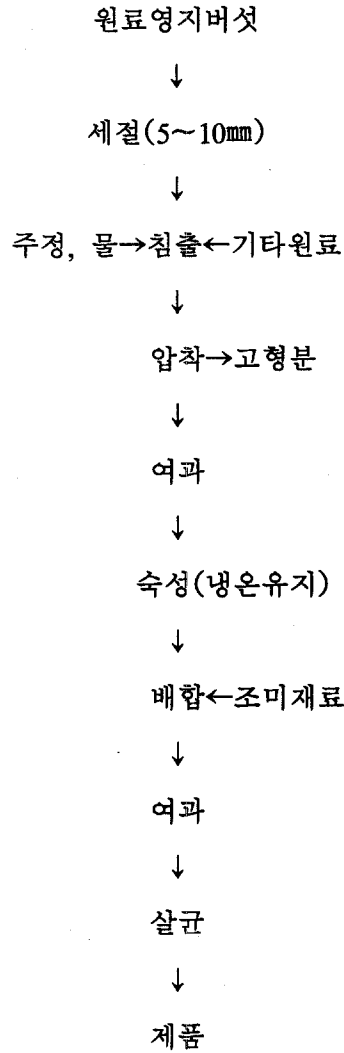 원료영지버섯
↓
세절(5~10㎜)
↓
주정, 물→침출←기타원료
↓
압착→고형분
↓
여과
↓
숙성(냉온유지)
↓
배합←조미재료
↓
여과
↓
살균
↓
제품